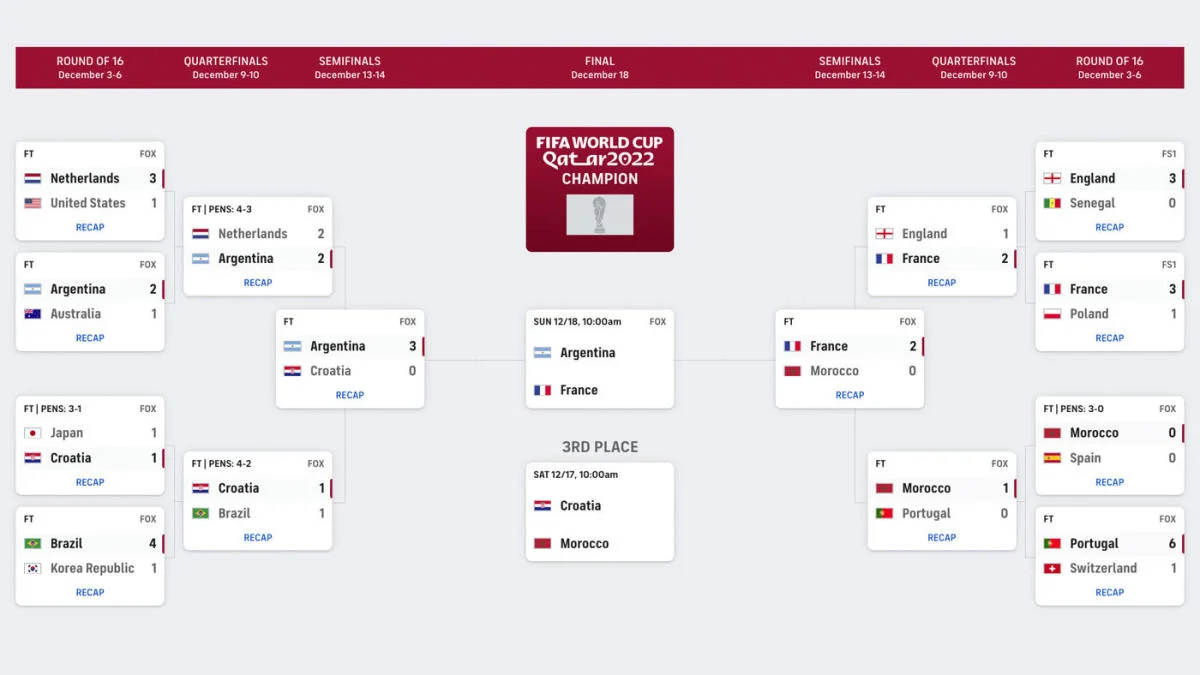 ROUND OF 16
December 3-6
QUARTERFINALS
December 9-10
SEMIFINALS
December 13-14
FINAL
December 18
SEMIFINALS
December 13-14
QUARTERFINALS
December 9-10
ROUND OF 16
December 3-6
FT FOX
Netherlands 3
United States 1
RECAP
FT FOX
Argentina 2
Australia 1
RECAP
FT | PENS: 3-1 FOX
Japan 1
Croatia 1
RECAP
FT FOX
Brazil 4
Korea Republic 1
RECAP
FT | PENS: 4-3 FOX
Netherlands 2
Argentina 2
RECAP
FT | PENS: 4-2 FOX
Croatia 1
Brazil 1
RECAP
FT FOX
Argentina 3
Croatia 0
RECAP
FIFA WORLD CUP
Qatar2022
CHAMPION
SUN 12/18, 10:00am FOX
Argentina
France
3RD PLACE
SAT 12/17, 10:00am
Croatia
Morocco
FT FOX
France 2
Morocco 0
RECAP
FT FOX
England 1
France 2
RECAP
FT FOX
Morocco 1
Portugal 0
RECAP
FT FS1
England 3
Senegal 0
RECAP
FT FS1
France 3
Poland 1
RECAP
FT | PENS: 3-0 FOX
Morocco 0
Spain 0
RECAP
FT FOX
Portugal 6
Switzerland 1
RECAP